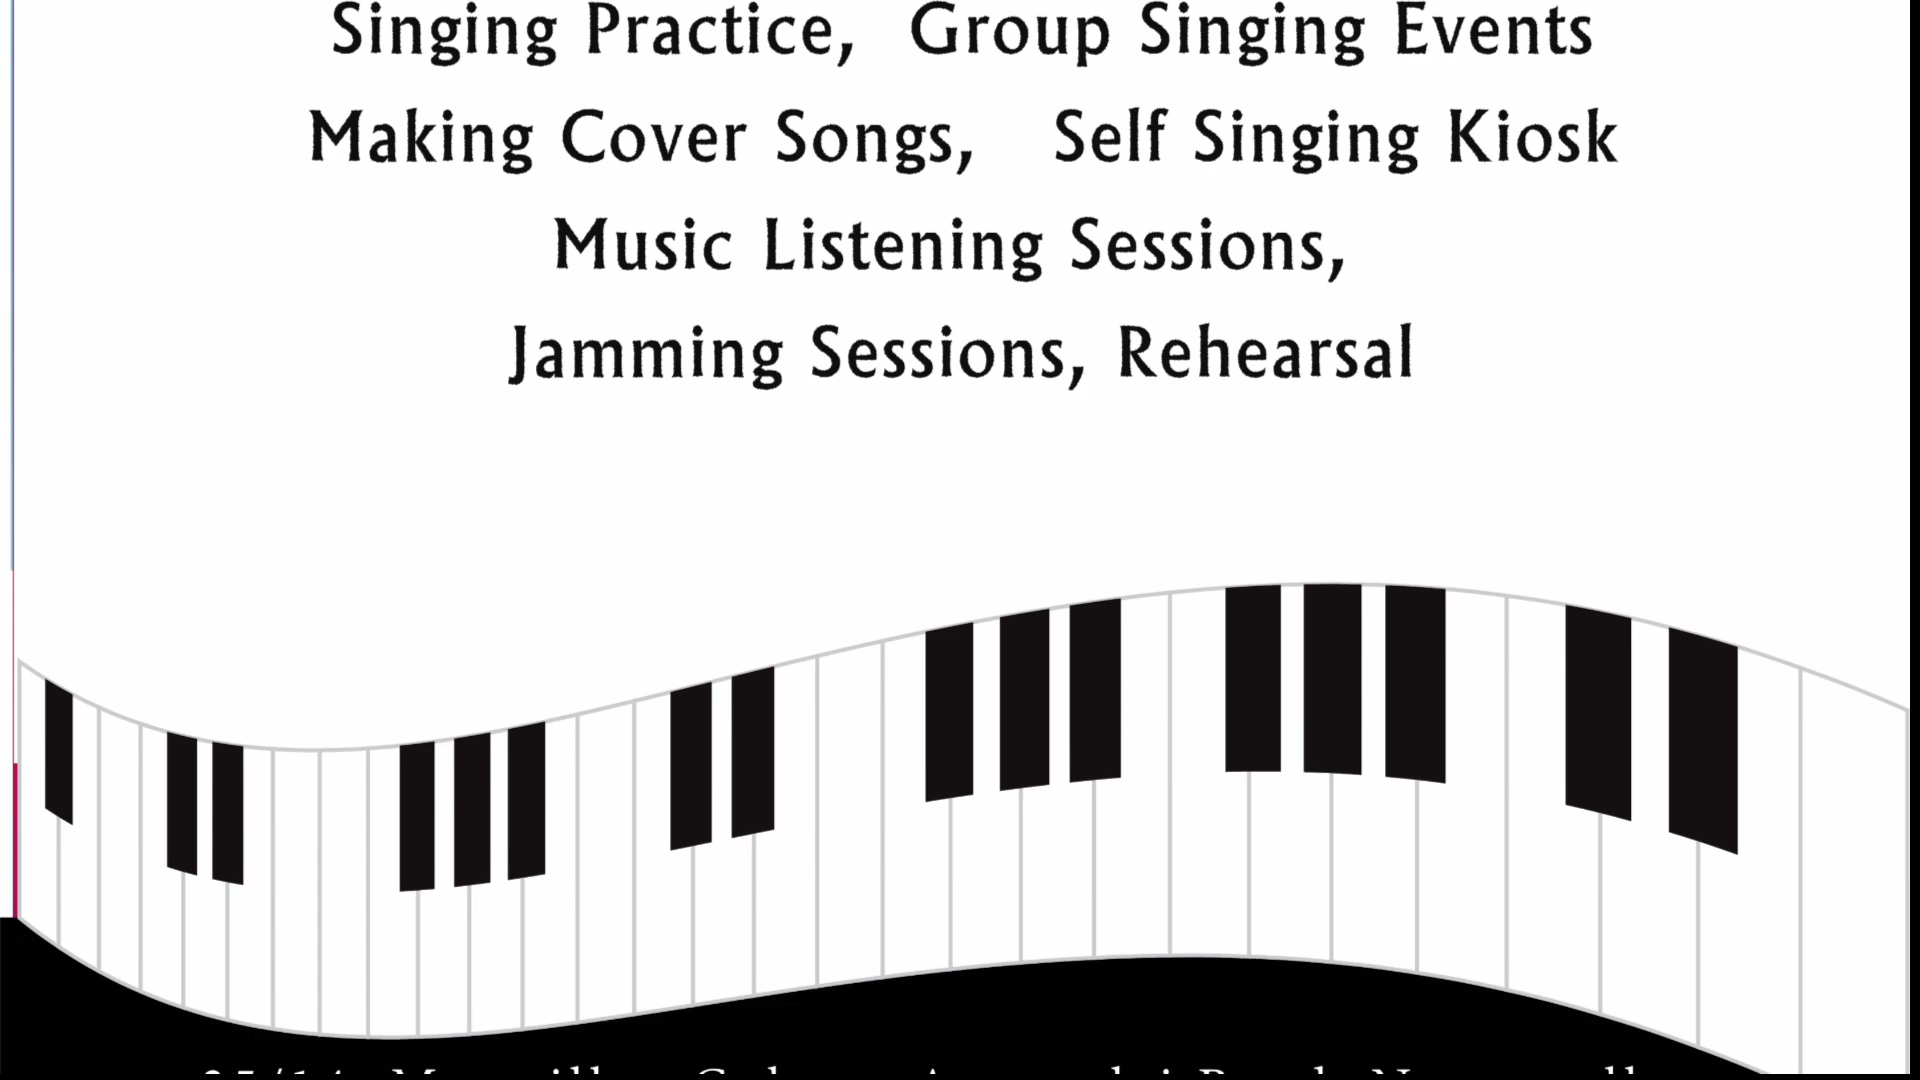 Singing Practice, Group Singing Events
Making Cover Songs, Self Singing Kiosk
Music Listening Sessions,
Jamming Sessions, Rehearsal